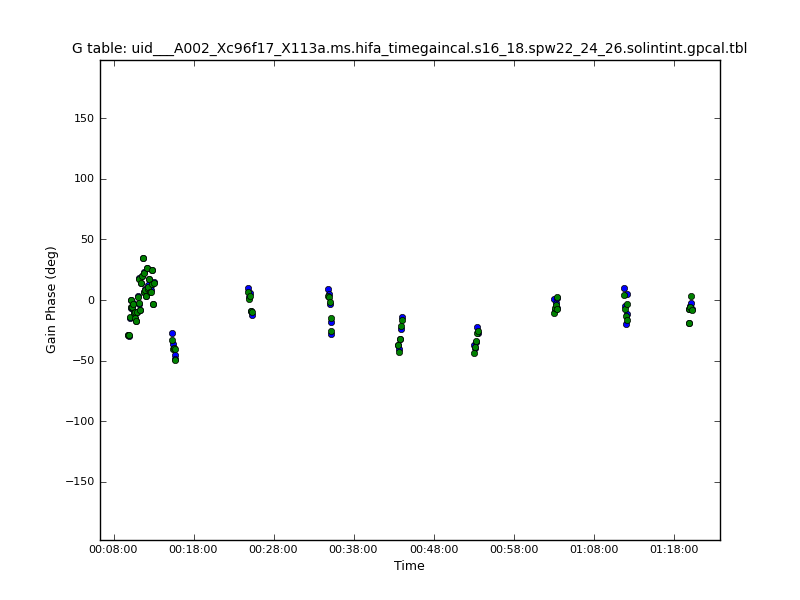 G table: uid___A002_Xc96f17_X113a.ms.hifa_timegaincal.s16_18.spw22_24_26.solintint.gpcal.tbl
150
100
50
0
−50
−100
−150
Gain Phase (deg)
00:08:00 00:18:00 00:28:00 00:38:00 00:48:00 00:58:00 01:08:00 01:18:00
Time